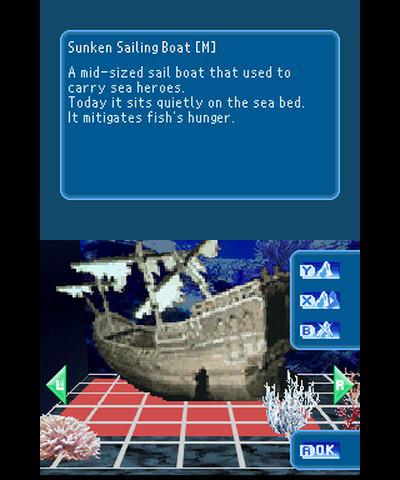 Sunken Sailing Boat [M]
A mid-sized sail boat that used to
carry sea heroes.
Today it sits quietly on the sea bed.
It mitigates fish's hunger.
Y
X
B
L
R
A O.K.